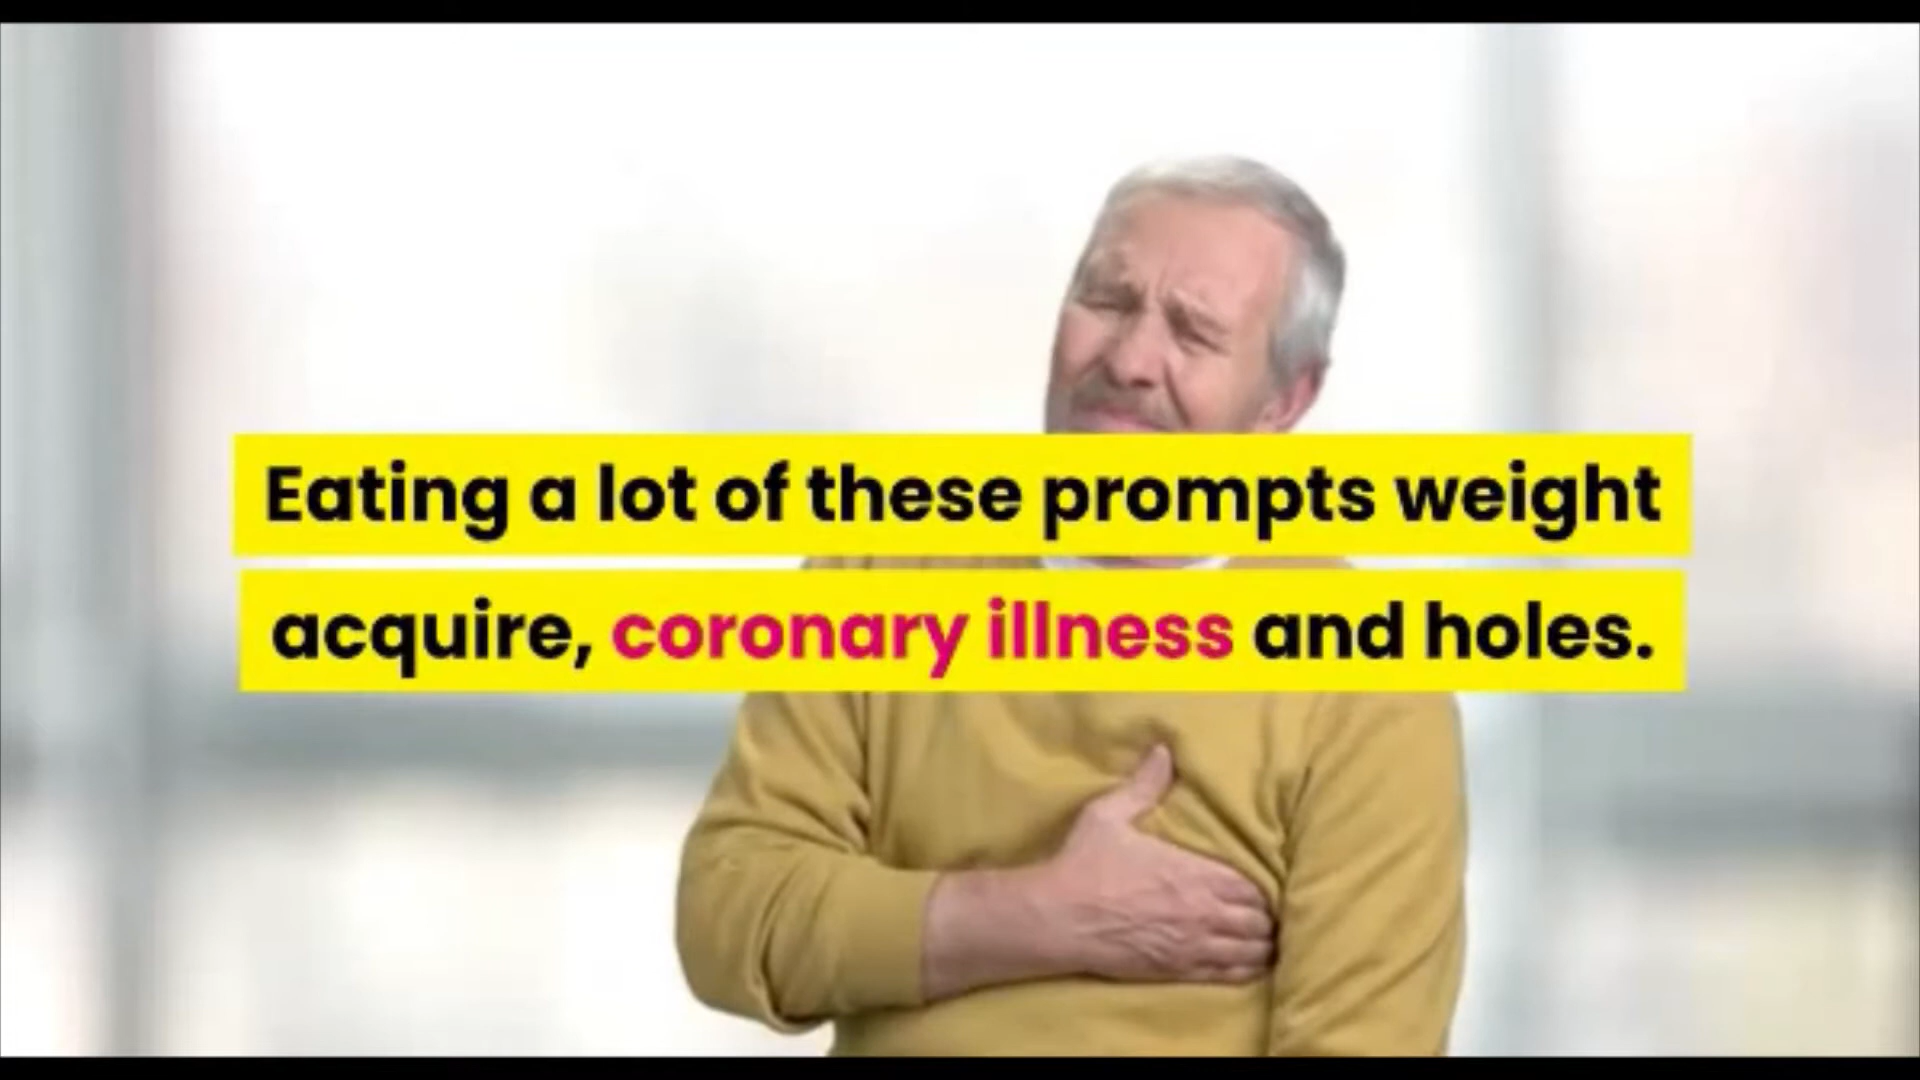 Eating a lot of these prompts weight
acquire, coronary illness and holes.